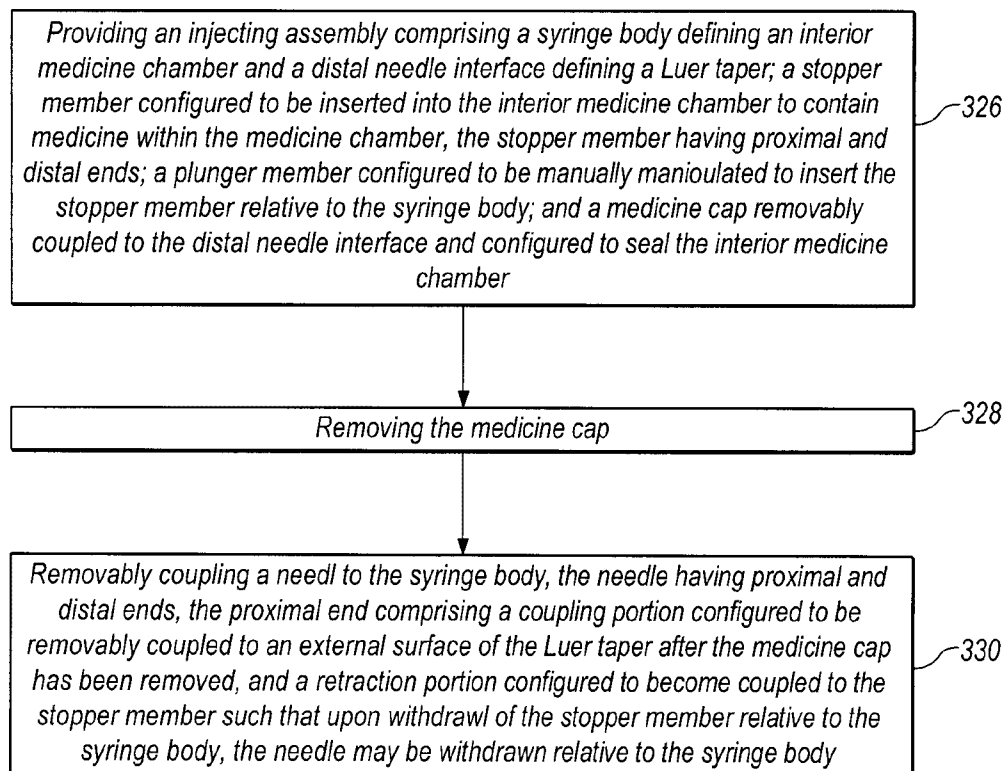 Providing an injecting assembly comprising a syringe body defining an interior
medicine chamber and a distal needle interface defining a Luer taper; a stopper
member configured to be inserted into the interior medicine chamber to contain
medicine within the medicine chamber, the stopper member having proximal and
distal ends; a plunger member configured to be manually manioulated to insert the
stopper member relative to the syringe body; and a medicine cap removably
coupled to the distal needle interface and configured to seal the interior medicine
chamber
326
Removing the medicine cap
328
Removably coupling a needl to the syringe body, the needle having proximal and
distal ends, the proximal end comprising a coupling portion configured to be
removably coupled to an external surface of the Luer taper after the medicine cap
has been removed, and a retraction portion configured to become coupled to the
stopper member such that upon withdrawl of the stopper member relative to the
syringe body, the needle may be withdrawn relative to the syringe body
330